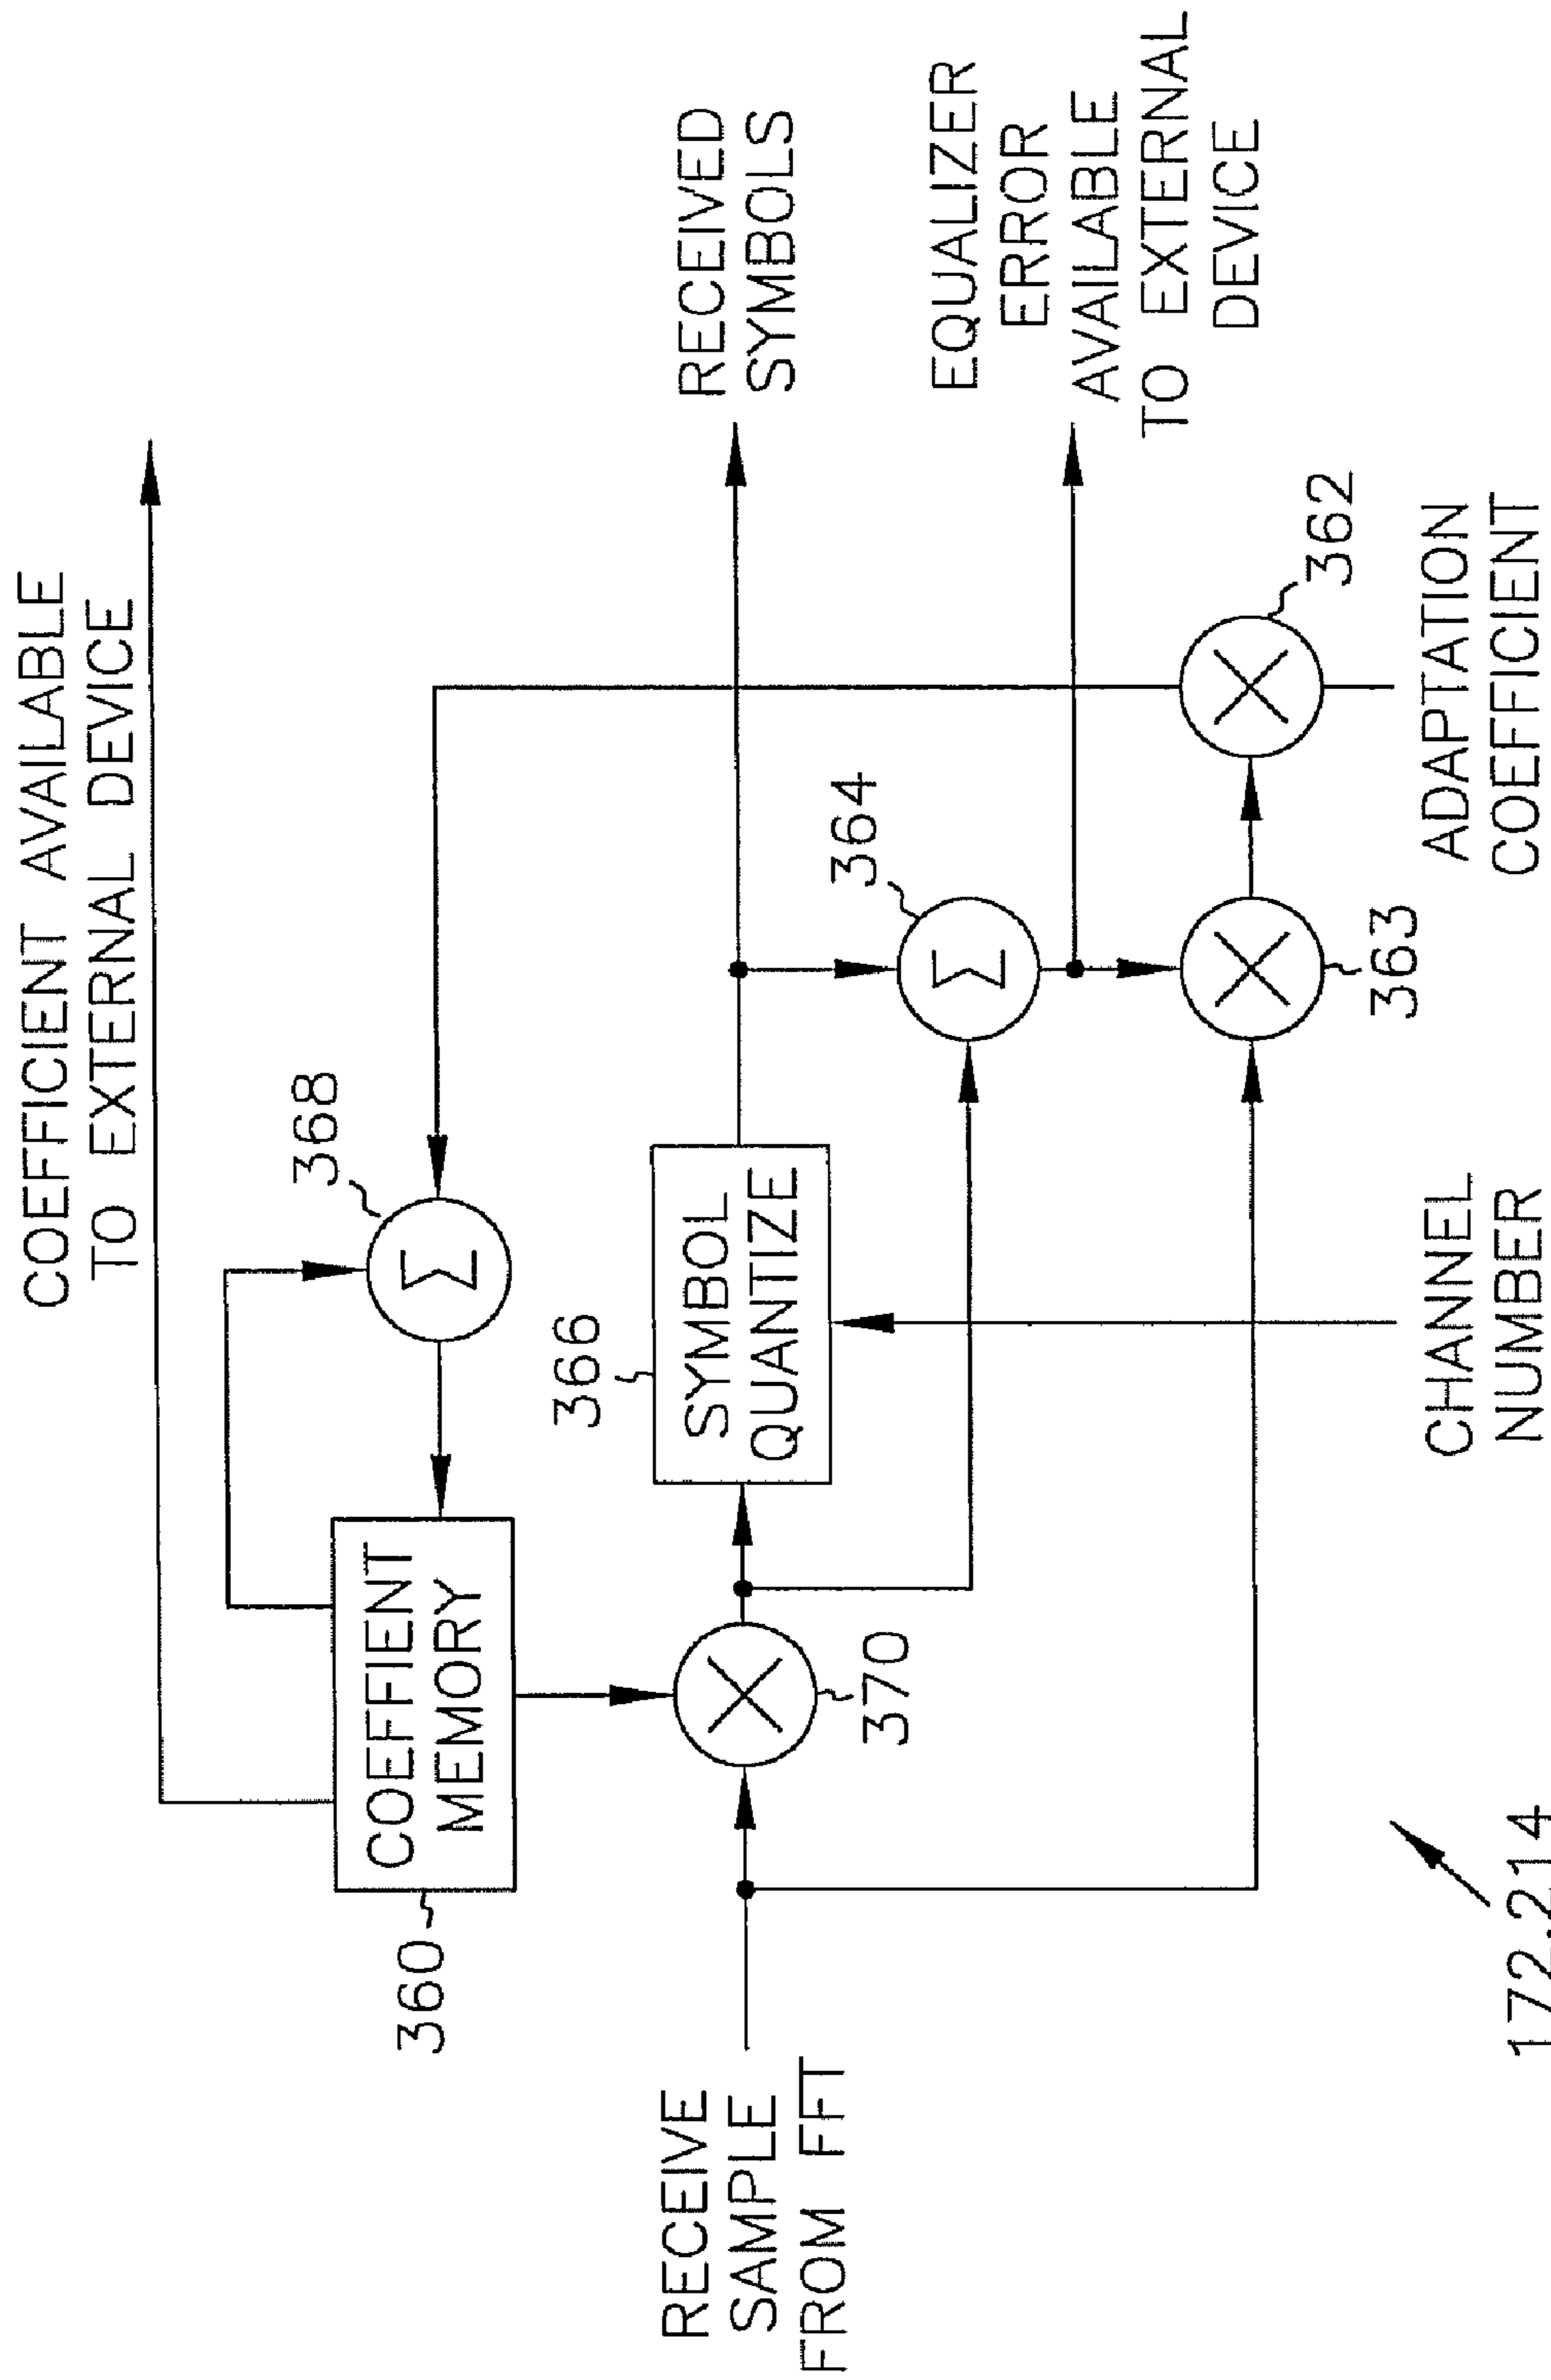 COEFFICIENT AVAILABLE
TO EXTERNAL DEVICE
368
360
COEFFIENT
MEMORY
366
SYMBOL
QUANTIZE
RECEIVED
SYMBOLS
364
370
RECEIVE
SAMPLE
FROM FFT
EQUALIZER
ERROR
AVAILABLE
TO EXTERNAL
DEVICE
362
363
CHANNEL
NUMBER
ADAPTATION
COEFFICIENT
172,214